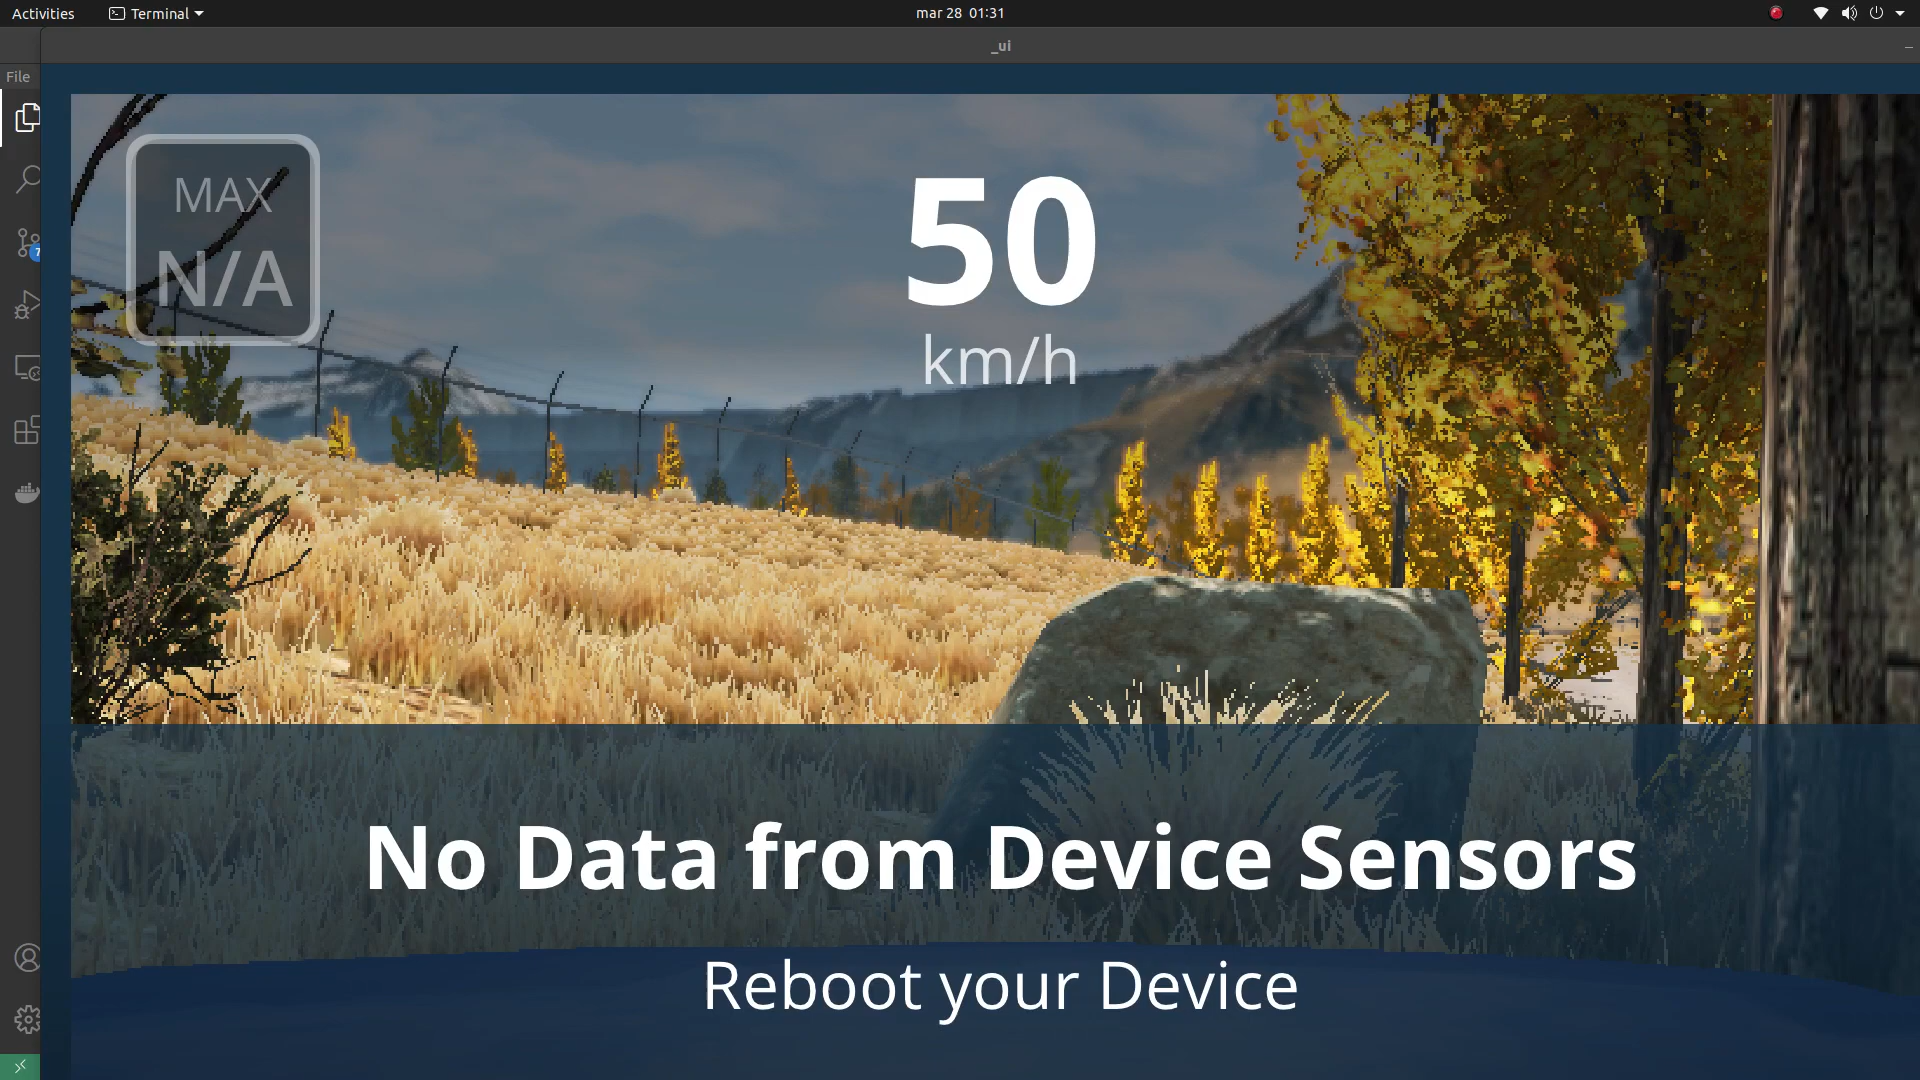 Activities
Terminal
mar 28 01:31
_ui
File
7
MAX
N/A
50
km/h
No Data from Device Sensors
Reboot your Device